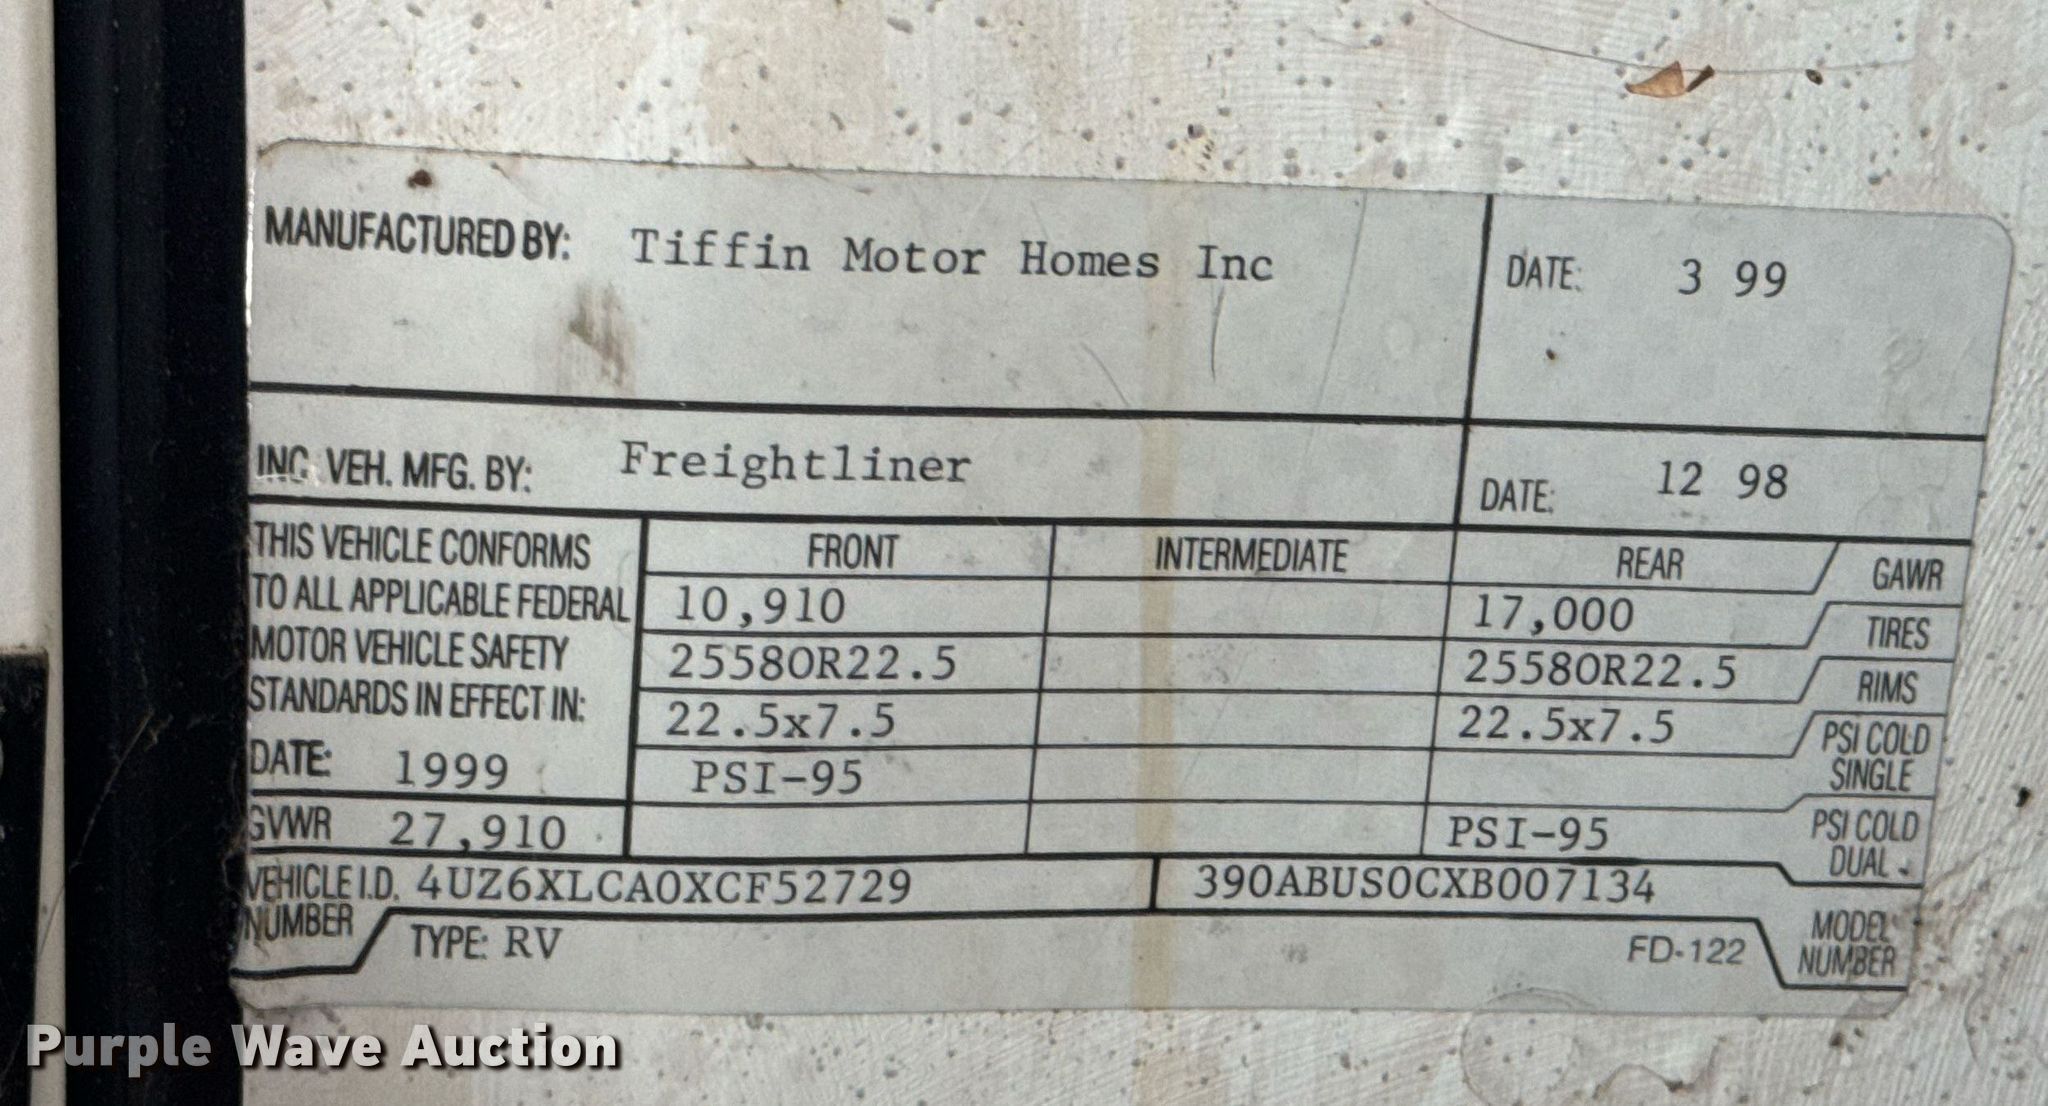 MANUFACTURED BY: Tiffin Motor Homes Inc DATE: 3 99
INC. VEH. MFG. BY: Freightliner DATE: 12 98
THIS VEHICLE CONFORMS
TO ALL APPLICABLE FEDERAL
MOTOR VEHICLE SAFETY
STANDARDS IN EFFECT IN:
DATE: 1999
GVWR 27,910
FRONT INTERMEDIATE REAR GAWR
10,910 17,000 TIRES
25580R22.5 25580R22.5 RIMS
22.5x7.5 22.5x7.5 PSI COLD SINGLE
PSI-95
PSI-95 PSI COLD DUAL
VEHICLE I.D. NUMBER 4UZ6XLCA0XCF52729 390ABUS0CXB007134 MODEL NUMBER
TYPE: RV FD-122
Purple Wave Auction